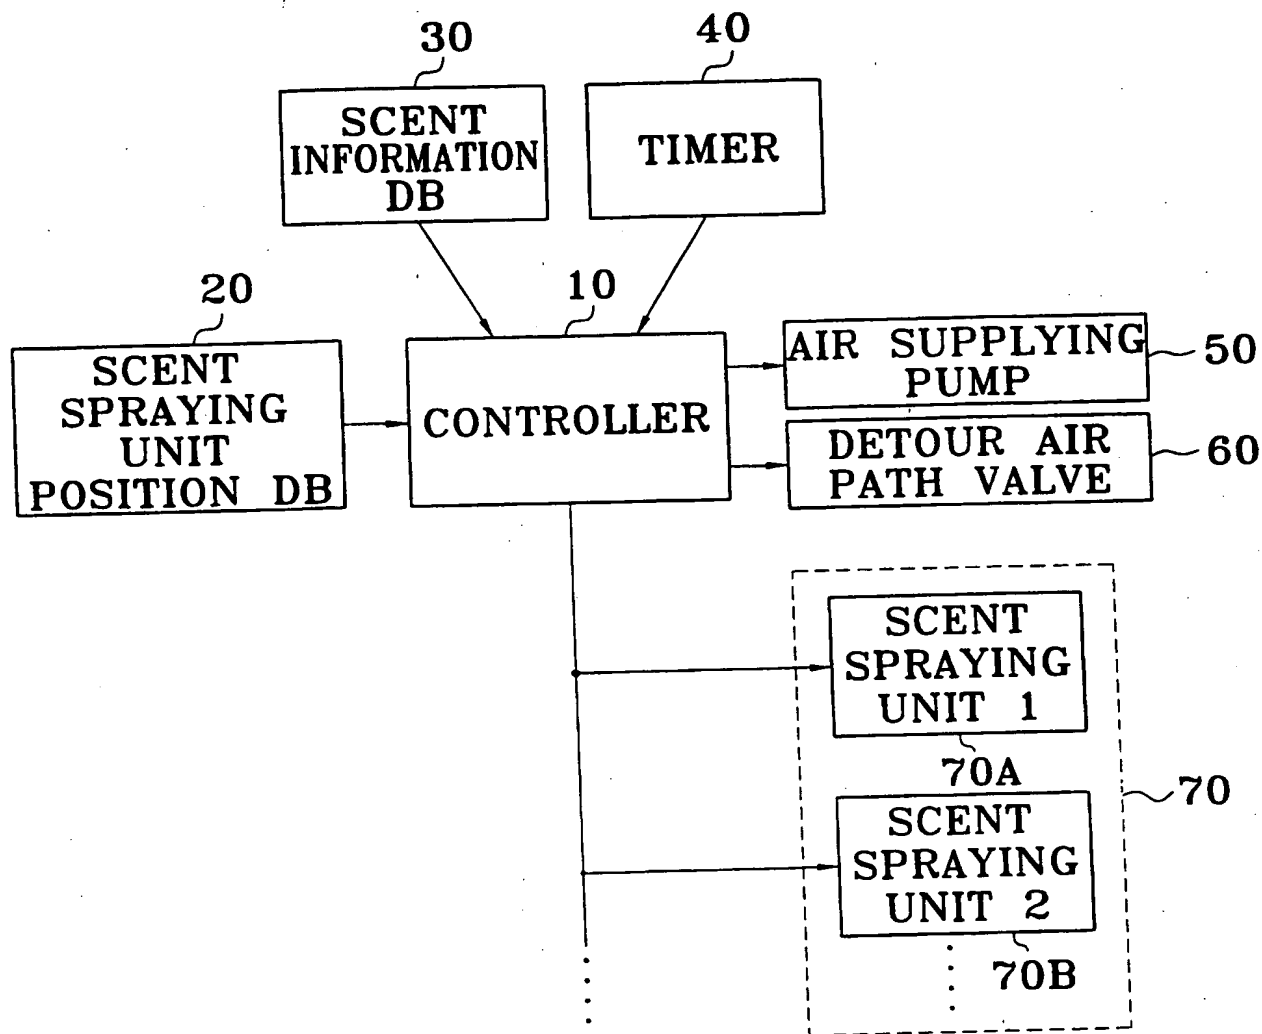 30
40
SCENT
INFORMATION
DB
TIMER
20
10
SCENT
SPRAYING
UNIT
POSITION DB
CONTROLLER
AIR SUPPLYING
PUMP
50
DETOUR AIR
PATH VALVE
60
SCENT
SPRAYING
UNIT 1
70A
70
SCENT
SPRAYING
UNIT 2
70B